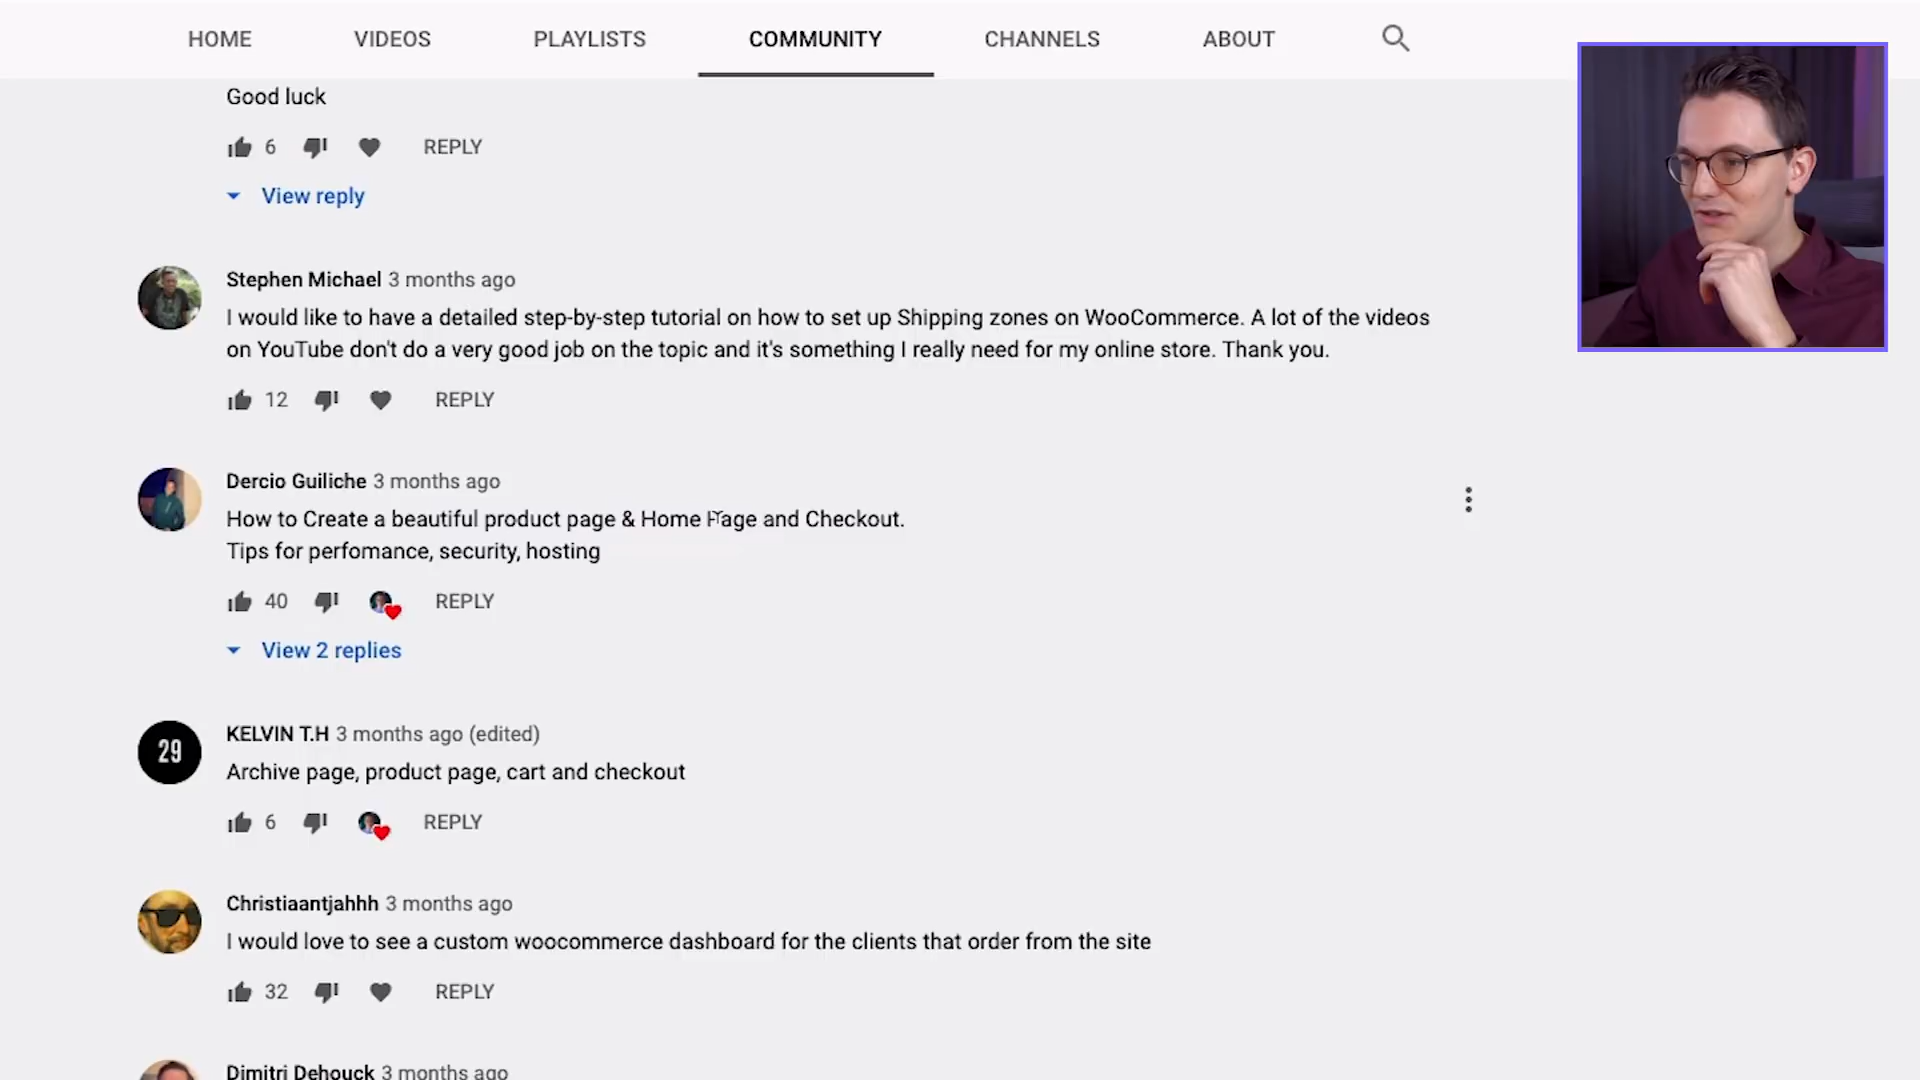 HOME VIDEOS PLAYLISTS COMMUNITY CHANNELS ABOUT
Good luck
6 REPLY
View reply
Stephen Michael 3 months ago
I would like to have a detailed step-by-step tutorial on how to set up Shipping zones on WooCommerce. A lot of the videos
on YouTube don't do a very good job on the topic and it's something I really need for my online store. Thank you.
12 REPLY
Dercio Guiliche 3 months ago
How to Create a beautiful product page & Home Page and Checkout.
Tips for perfomance, security, hosting
40 REPLY
View 2 replies
29
KELVIN T.H 3 months ago (edited)
Archive page, product page, cart and checkout
6 REPLY
Christiaantjahhh 3 months ago
I would love to see a custom woocommerce dashboard for the clients that order from the site
32 REPLY
Dimitri Dehouck 3 months ago